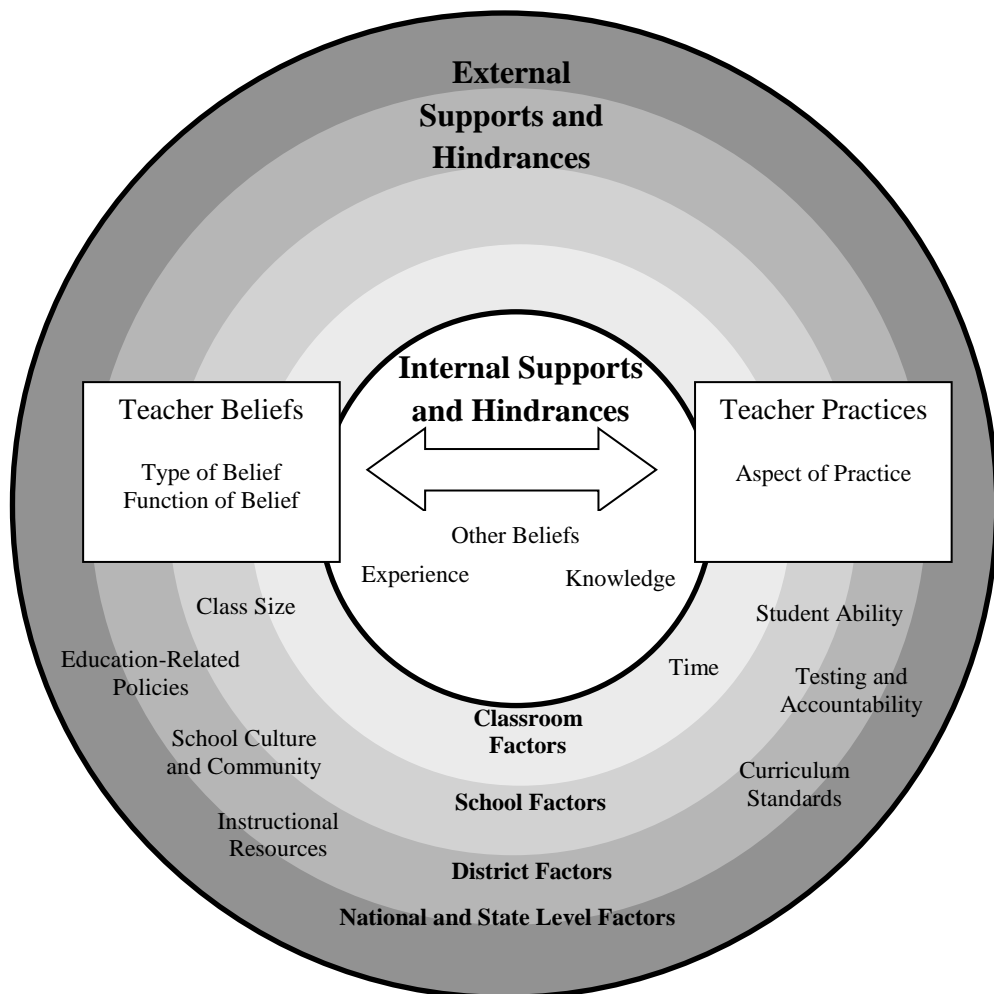 External
Supports and
Hindrances
Internal Supports
and Hindrances
Teacher Beliefs
Type of Belief
Function of Belief
Teacher Practices
Aspect of Practice
Other Beliefs
Experience
Knowledge
Class Size
Student Ability
Education-Related
Policies
Time
Testing and
Accountability
Classroom
Factors
School Culture
and Community
Curriculum
Standards
School Factors
Instructional
Resources
District Factors
National and State Level Factors